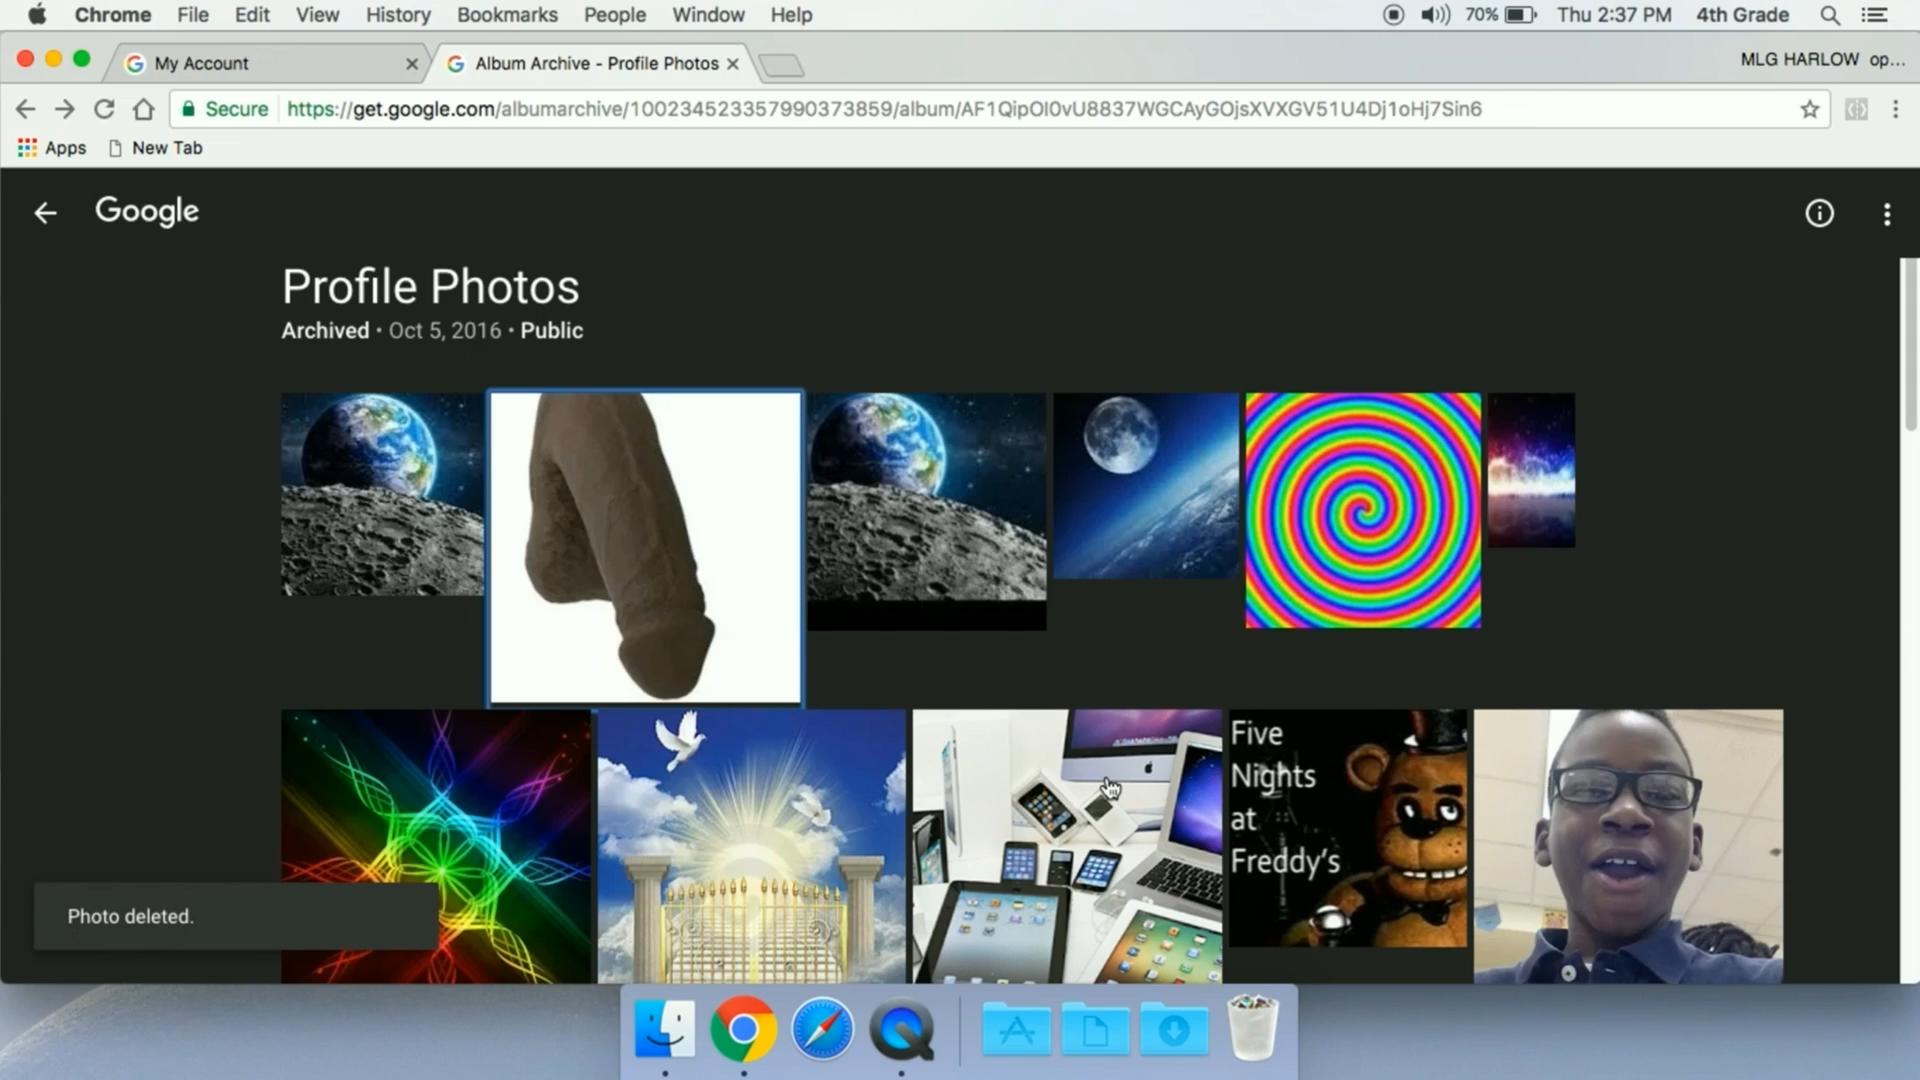 Chrome File Edit View History Bookmarks People Window Help 70% Thu 2:37 PM 4th Grade
My Account Album Archive - Profile Photos MLG HARLOW op...
Secure https://get.google.com/albumarchive/100234523357990373859/album/AF1QipOl0vU8837WGCAyGOjsXVXGV51U4Dj1oHj7Sin6
Apps New Tab
Google
Profile Photos
Archived • Oct 5, 2016 • Public
Five
Nights
at
Freddy's
Photo deleted.